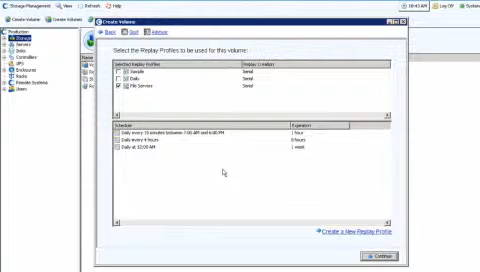 Storage Management View Refresh Help
10:43 AM Log Off System
Create Volume Create Volumes
Production
Storage
Servers
Disks
Controllers
UPS
Enclosures
Racks
Remote Systems
Users
Name
Create Volume
Back Quit Advisor
Select the Replay Profiles to be used for this volume:
Selected Replay Profiles Replay Creation
Sample Serial
Daily Serial
File Servers Serial
Schedule Expiration
Daily every 15 minutes between 7:00 AM and 6:00 PM 1 hour
Daily every 4 hours
Daily at 12:00 AM 1 week
Create a New Replay Profile
Continue